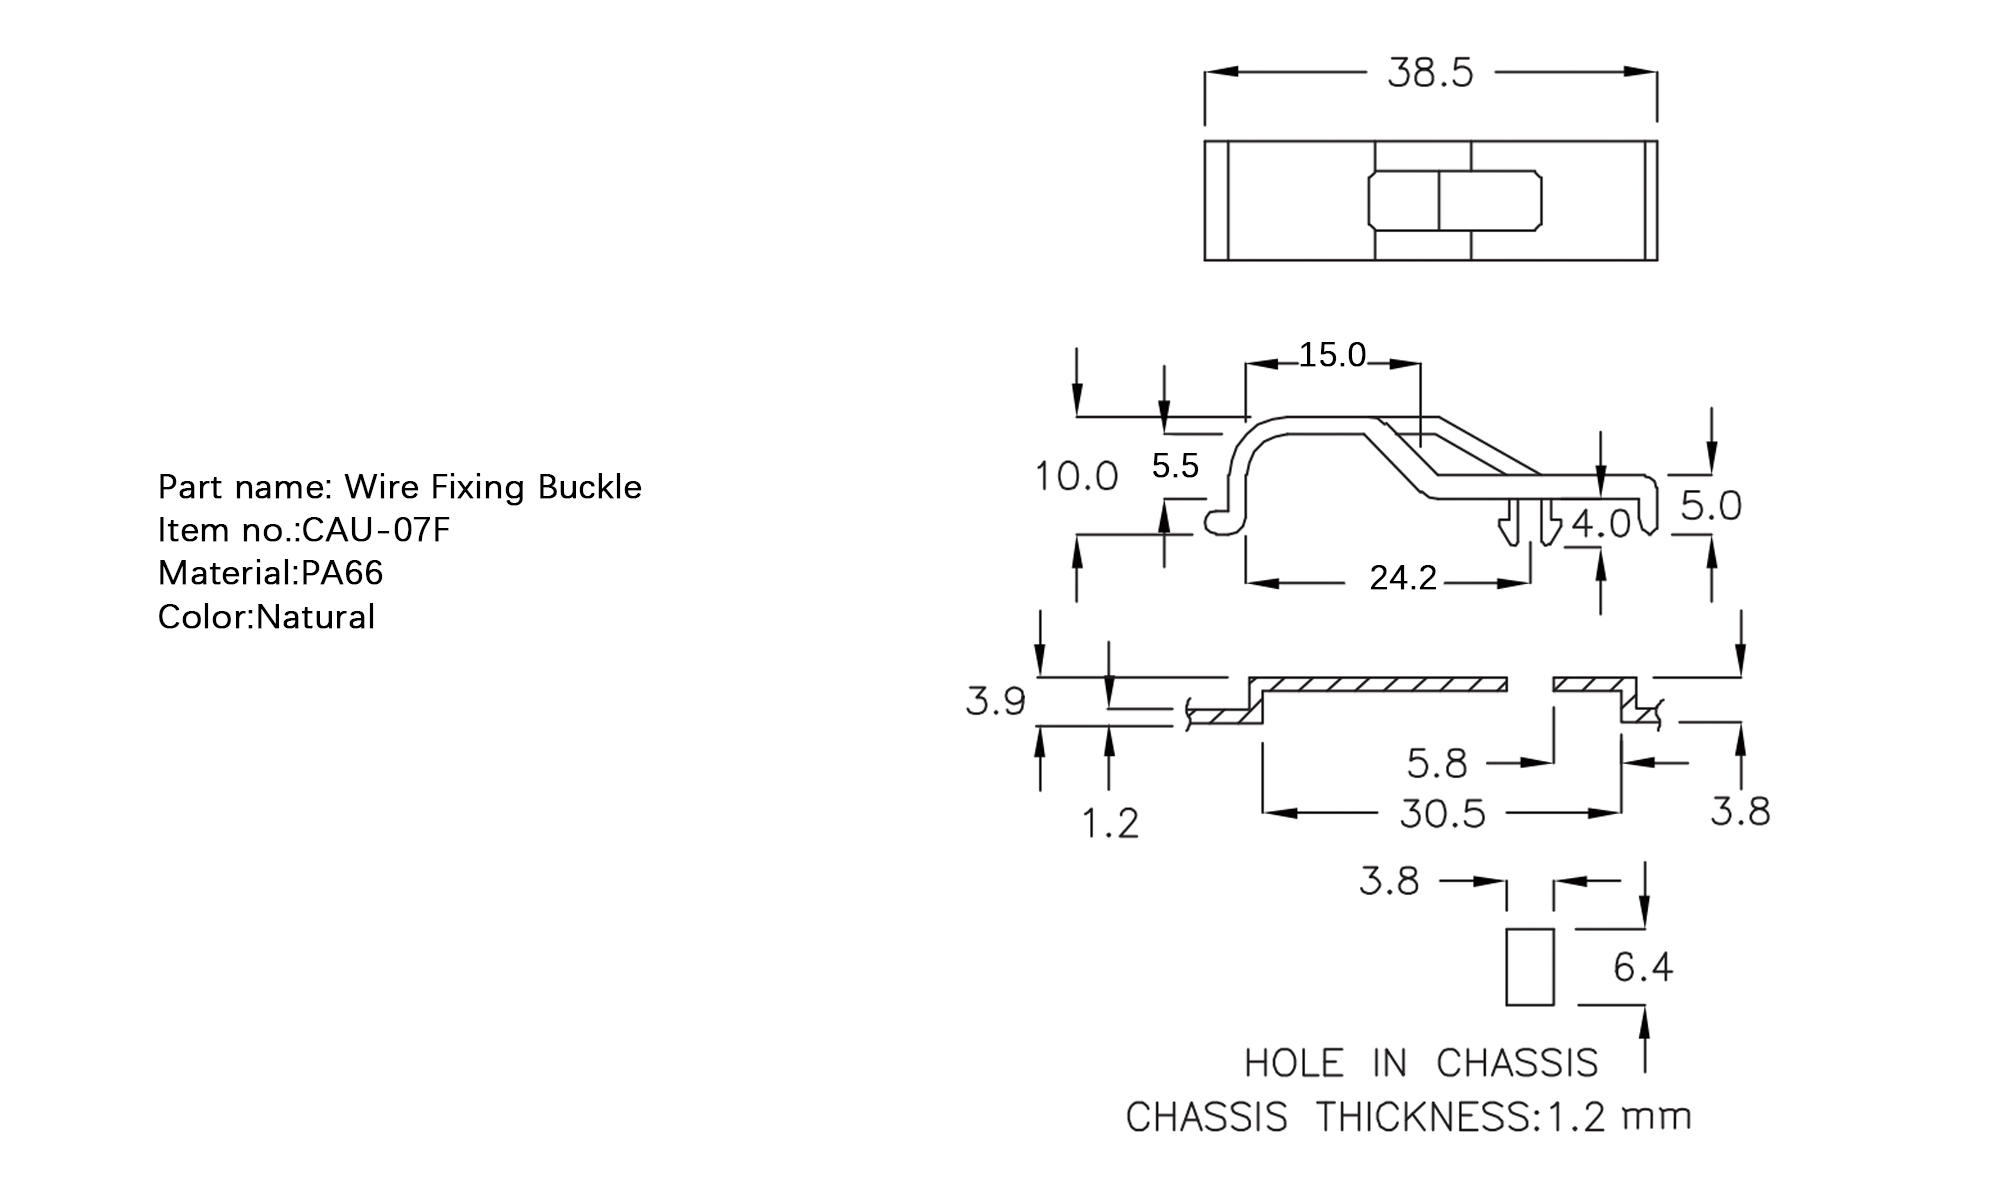 38.5
15.0
10.0
5.5
5.0
4.0
24.2
Part name: Wire Fixing Buckle
Item no.:CAU-07F
Material:PA66
Color:Natural
3.9
1.2
5.8
30.5
3.8
3.8
6.4
HOLE IN CHASSIS
CHASSIS THICKNESS:1.2 mm